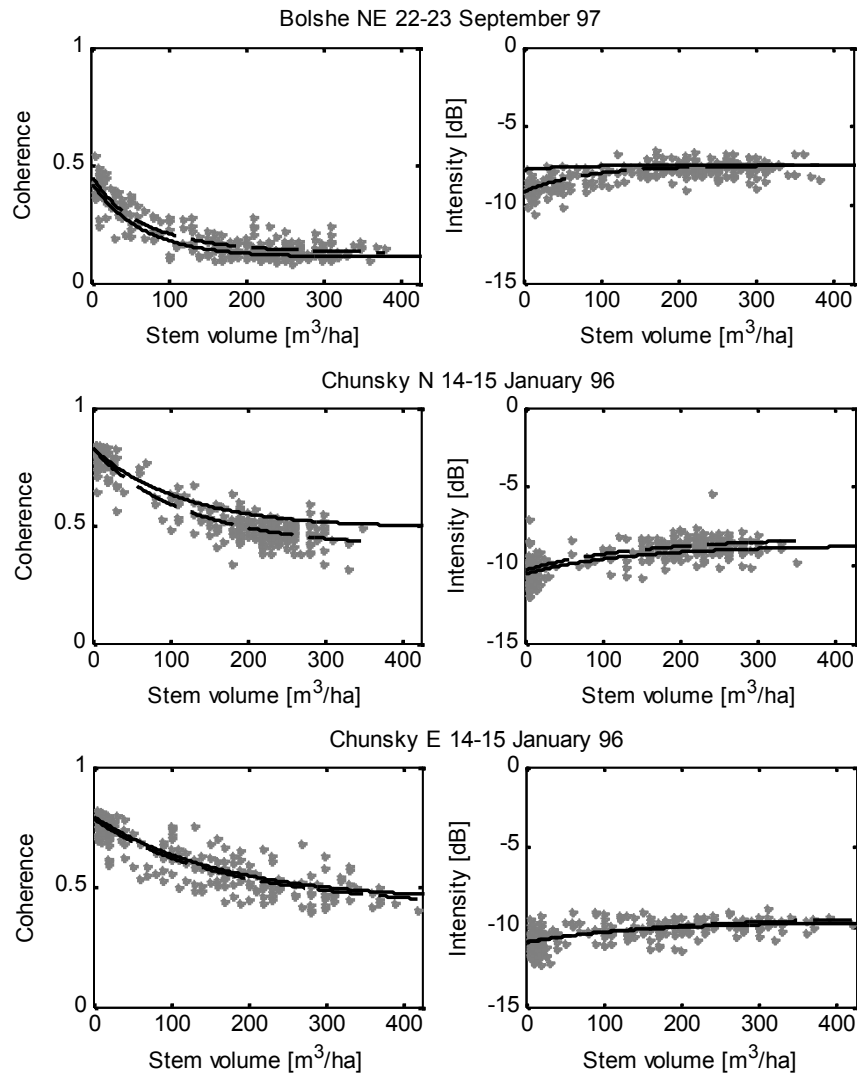 Bolshe NE 22-23 September 97
1
0.5
0
Coherence
0 100 200 300 400
Stem volume [m³/ha]
0
-5
-10
-15
Intensity [dB]
0 100 200 300 400
Stem volume [m³/ha]
Chunsky N 14-15 January 96
1
0.5
0
Coherence
0 100 200 300 400
Stem volume [m³/ha]
0
-5
-10
-15
Intensity [dB]
0 100 200 300 400
Stem volume [m³/ha]
Chunsky E 14-15 January 96
1
0.5
0
Coherence
0 100 200 300 400
Stem volume [m³/ha]
0
-5
-10
-15
Intensity [dB]
0 100 200 300 400
Stem volume [m³/ha]